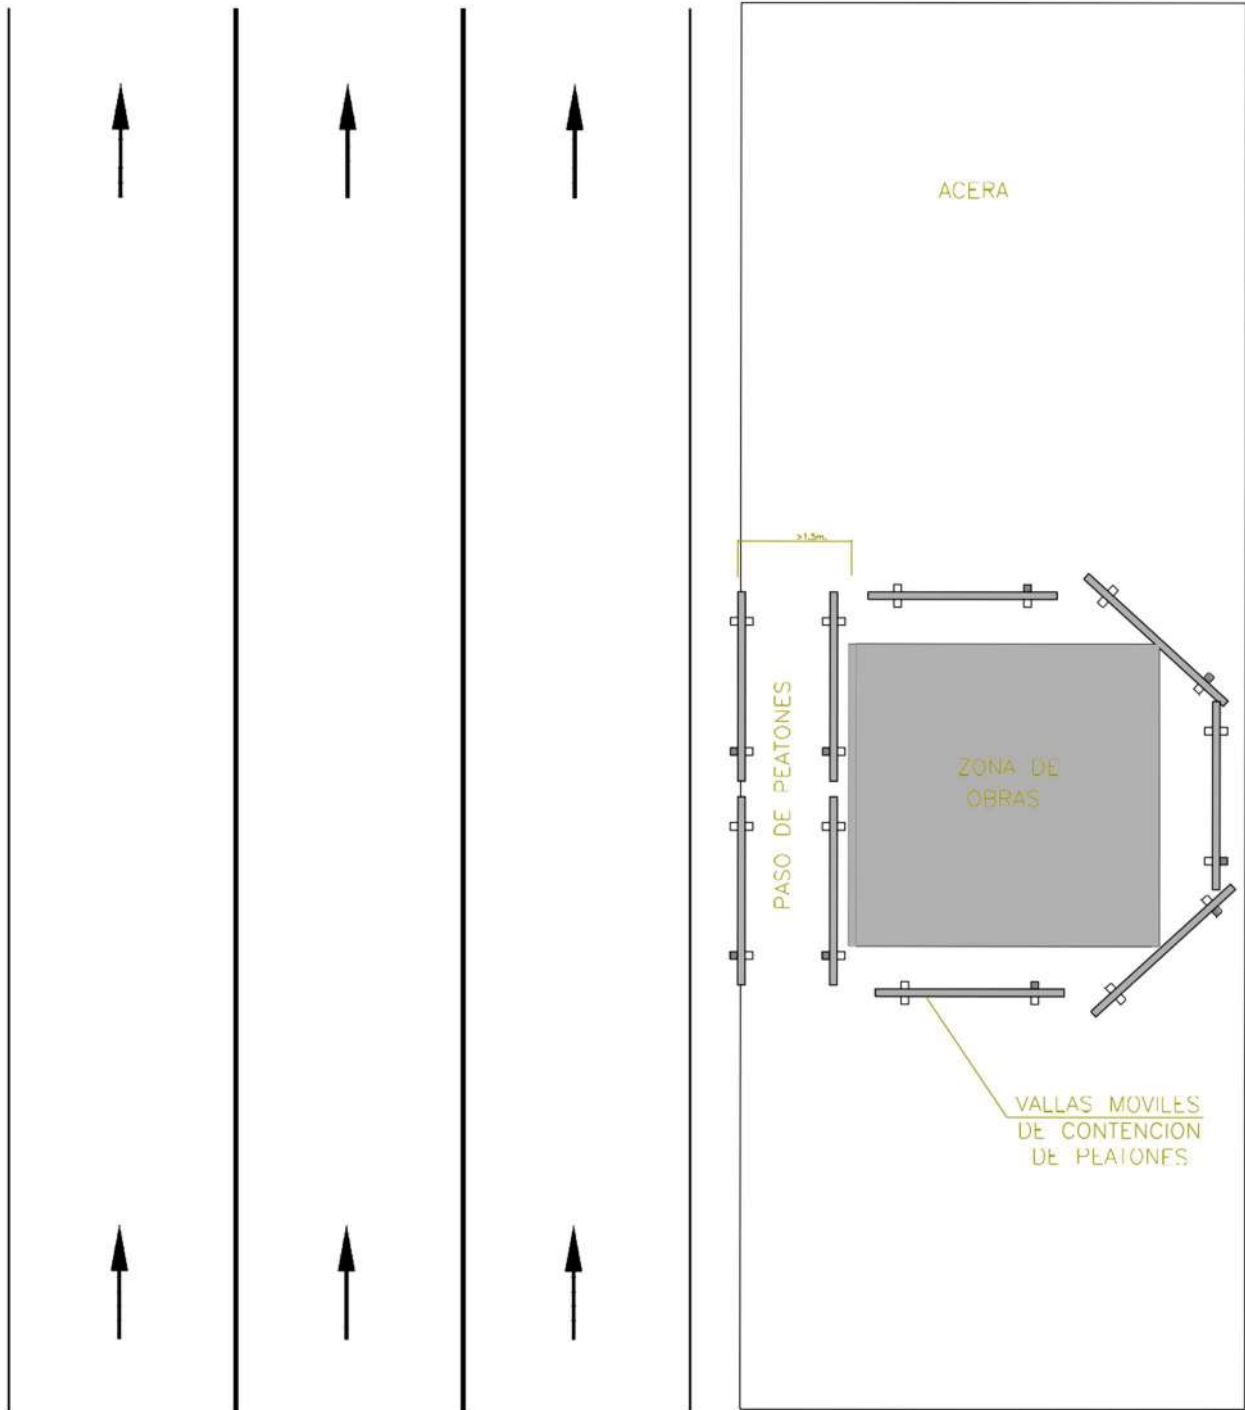 ACERA
>1.5m.
PASO DE PEATONES
ZONA DE
OBRAS
VALLAS MOVILES
DE CONTENCION
DE PEATONES